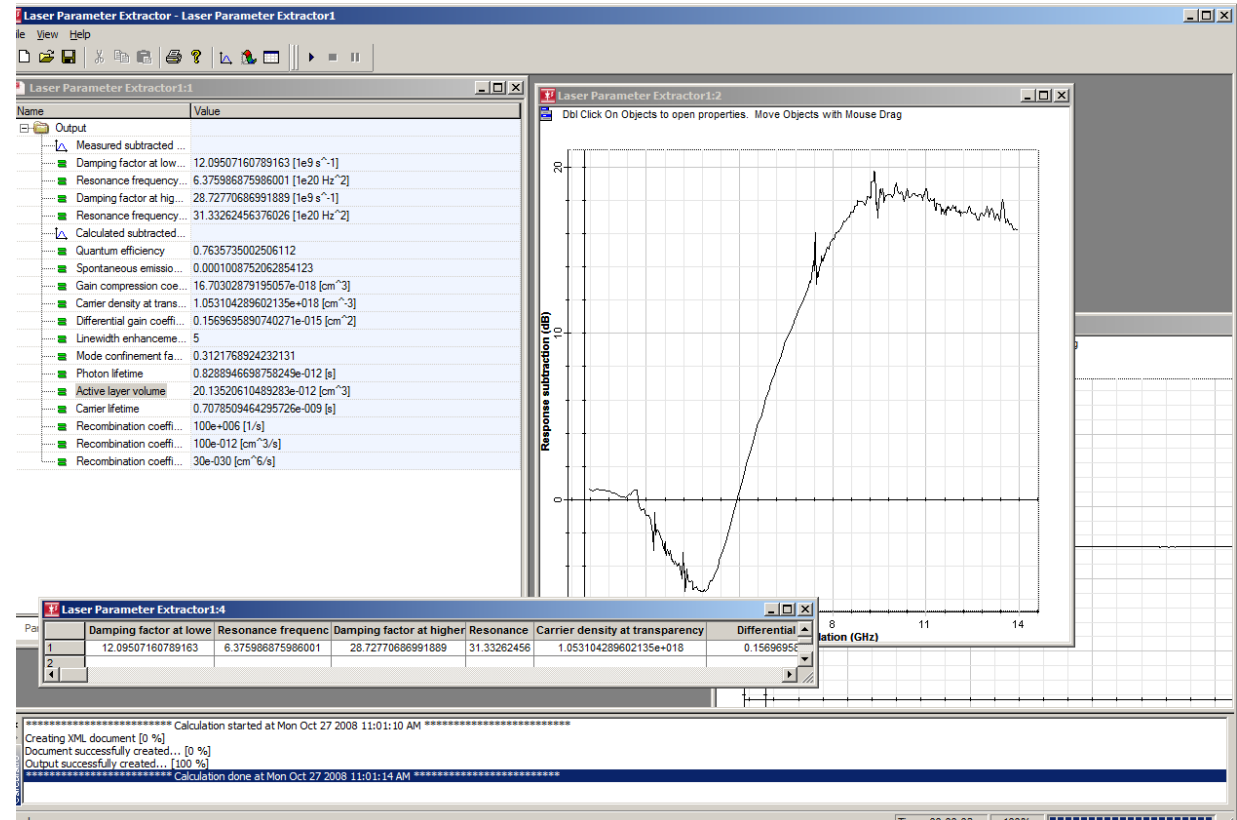 Laser Parameter Extractor - Laser Parameter Extractor1
ile View Help
Laser Parameter Extractor1:1
Name Value
Output
Measured subtracted ...
Damping factor at low... 12.09507160789163 [1e9 s^-1]
Resonance frequency... 6.375986875986001 [1e20 Hz^2]
Damping factor at hig... 28.72770686991889 [1e9 s^-1]
Resonance frequency... 31.33262456376026 [1e20 Hz^2]
Calculated subtracted...
Quantum efficiency 0.7635735002506112
Spontaneous emissio... 0.0001008752062854123
Gain compression coe... 16.70302879195057e-018 [cm^3]
Carrier density at trans... 1.053104289602135e+018 [cm^-3]
Differential gain coeffi... 0.1569695890740271e-015 [cm^2]
Linewidth enhanceme... 5
Mode confinement fa... 0.3121768924232131
Photon lifetime 0.8288946698758249e-012 [s]
Active layer volume 20.13520610489283e-012 [cm^3]
Carrier lifetime 0.7078509464295726e-009 [s]
Recombination coeffi... 100e+006 [1/s]
Recombination coeffi... 100e-012 [cm^3/s]
Recombination coeffi... 30e-030 [cm^6/s]
Laser Parameter Extractor1:2
Dbl Click On Objects to open properties. Move Objects with Mouse Drag
20
10
0
Response subtraction (dB)
8 11 14
lation (GHz)
Laser Parameter Extractor1:4
Damping factor at lowe Resonance frequenc Damping factor at higher Resonance Carrier density at transparency Differential
1 12.09507160789163 6.375986875986001 28.72770686991889 31.33262456 1.053104289602135e+018 0.15696958
2
************************* Calculation started at Mon Oct 27 2008 11:01:10 AM *************************
Creating XML document [0 %]
Document successfully created... [0 %]
Output successfully created... [100 %]
************************* Calculation done at Mon Oct 27 2008 11:01:14 AM *************************